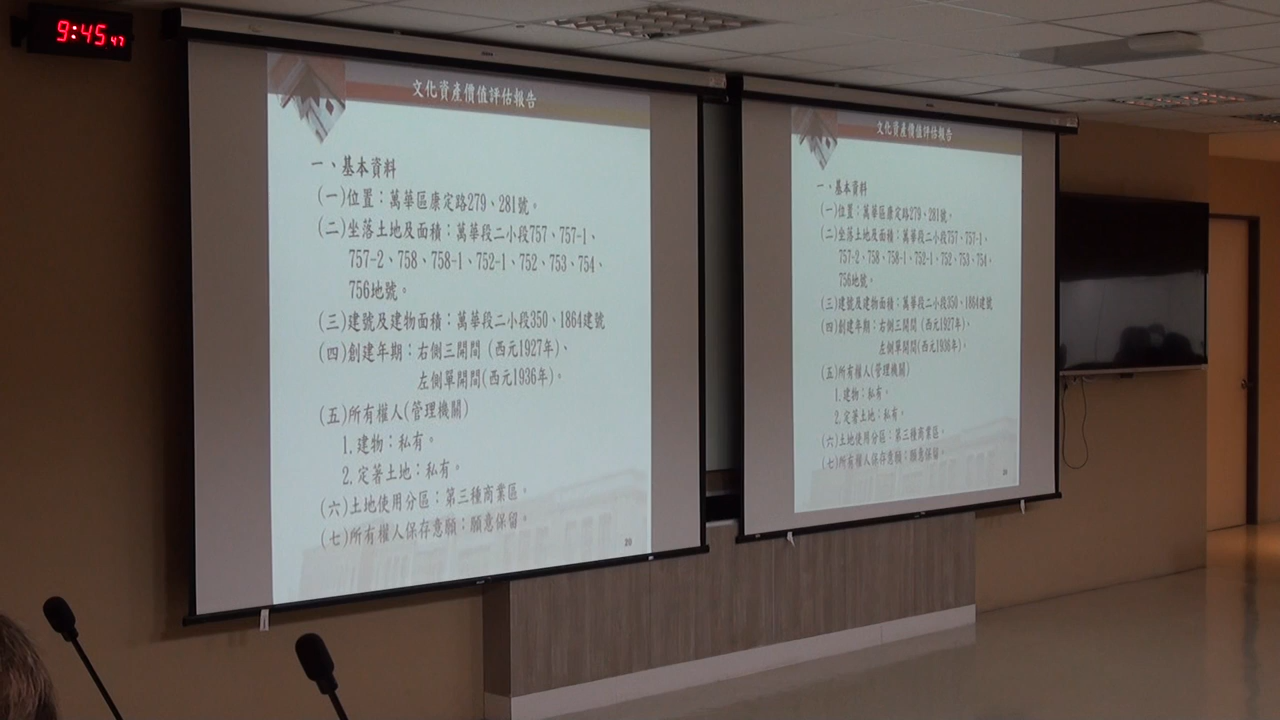 9:45 47
文化資產價值評估報告
一、基本資料
(一)位置：萬華區康定路279、281號。
(二)坐落土地及面積：萬華段二小段757、757-1、
757-2、758、758-1、752-1、752、753、754、
756地號。
(三)建號及建物面積：萬華段二小段350、1864建號
(四)創建年期：右側三開間 (西元1927年)、
左側單開間(西元1936年)。
(五)所有權人(管理機關)
1.建物：私有。
2.定著土地：私有。
(六)土地使用分區：第三種商業區。
(七)所有權人保存意願：願意保留。
20
文化資產價值評估報告
一、基本資料
(一)位置：萬華區康定路279、281號。
(二)坐落土地及面積：萬華段二小段757、757-1、
757-2、758、758-1、752-1、752、753、754、
756地號。
(三)建號及建物面積：萬華段二小段350、1864建號
(四)創建年期：右側三開間 (西元1927年)、
左側單開間(西元1936年)。
(五)所有權人(管理機關)
1.建物：私有。
2.定著土地：私有。
(六)土地使用分區：第三種商業區。
(七)所有權人保存意願：願意保留。
20